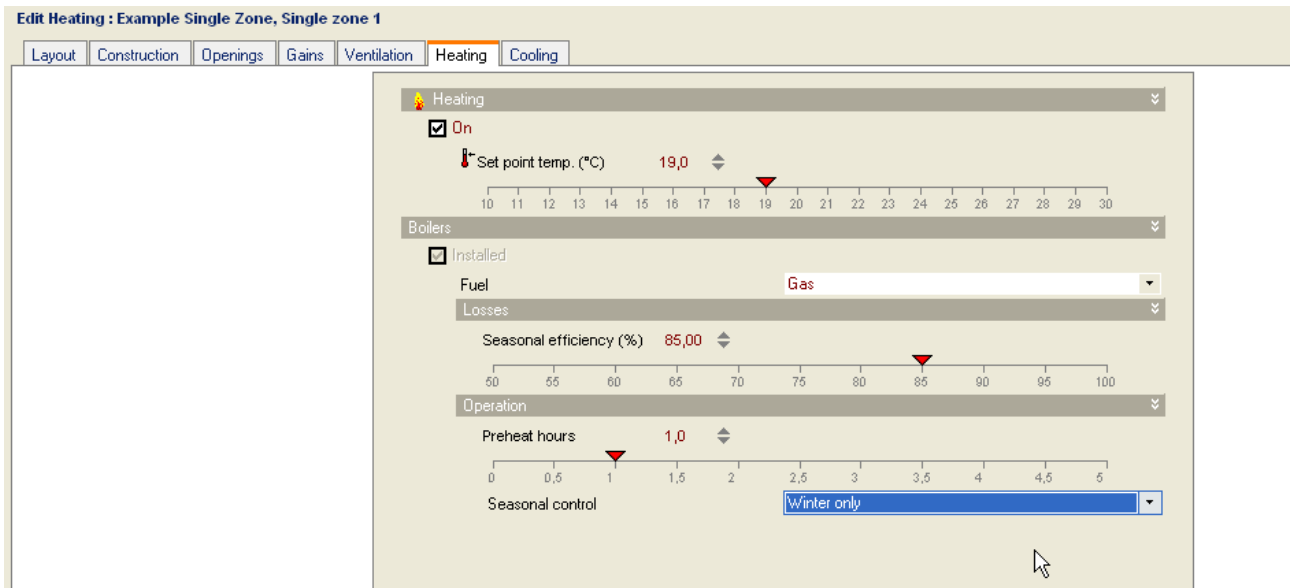 Edit Heating : Example Single Zone, Single zone 1
Layout Construction Openings Gains Ventilation Heating Cooling
Heating
On
Set point temp. (°C) 19,0
10 11 12 13 14 15 16 17 18 19 20 21 22 23 24 25 26 27 28 29 30
Boilers
Installed
Fuel Gas
Losses
Seasonal efficiency (%) 85,00
50 55 60 65 70 75 80 85 90 95 100
Operation
Preheat hours 1,0
0 0,5 1 1,5 2 2,5 3 3,5 4 4,5 5
Seasonal control Winter only